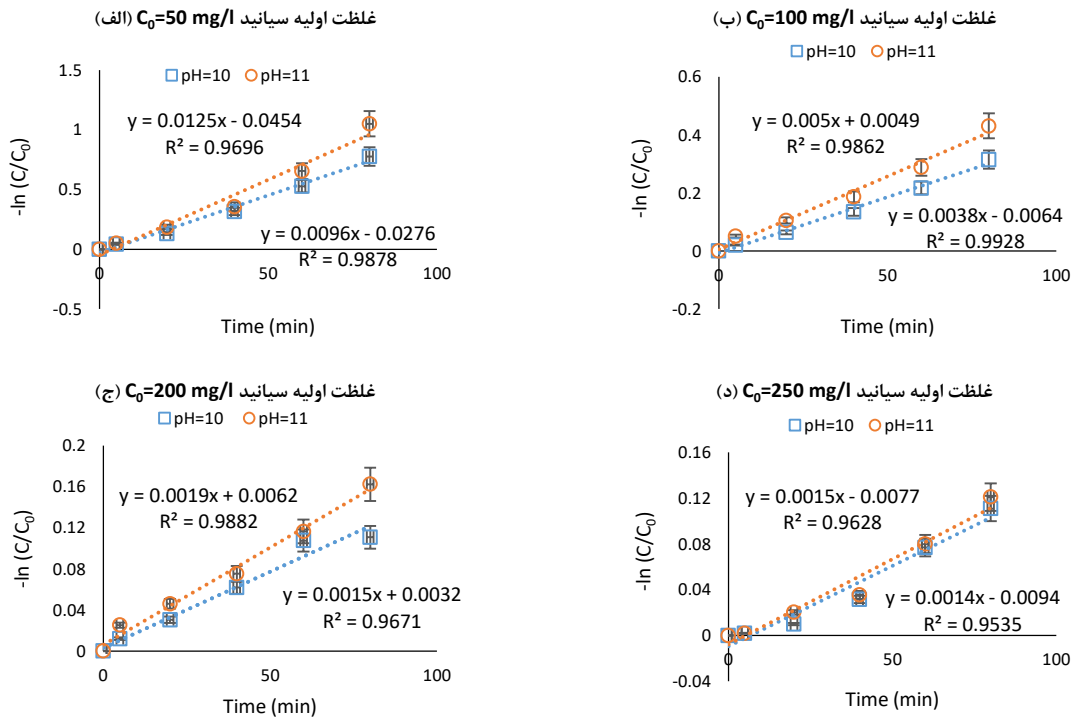 (الف) غلظت اولیه سیانید C₀=50 mg/l
pH=10 pH=11
1.5
1
0.5
0
-0.5
0 50 100
y = 0.0125x - 0.0454
R² = 0.9696
y = 0.0096x - 0.0276
R² = 0.9878
-ln (C/C₀)
Time (min)
(ب) غلظت اولیه سیانید C₀=100 mg/l
pH=10 pH=11
0.6
0.4
0.2
0
-0.2
0 50 100
y = 0.005x + 0.0049
R² = 0.9862
y = 0.0038x - 0.0064
R² = 0.9928
-ln (C/C₀)
Time (min)
(ج) غلظت اولیه سیانید C₀=200 mg/l
pH=10 pH=11
0.2
0.16
0.12
0.08
0.04
0
0 50 100
y = 0.0019x + 0.0062
R² = 0.9882
y = 0.0015x + 0.0032
R² = 0.9671
-ln (C/C₀)
Time (min)
(د) غلظت اولیه سیانید C₀=250 mg/l
pH=10 pH=11
0.16
0.12
0.08
0.04
0
-0.04
0 50 100
y = 0.0015x - 0.0077
R² = 0.9628
y = 0.0014x - 0.0094
R² = 0.9535
-ln (C/C₀)
Time (min)